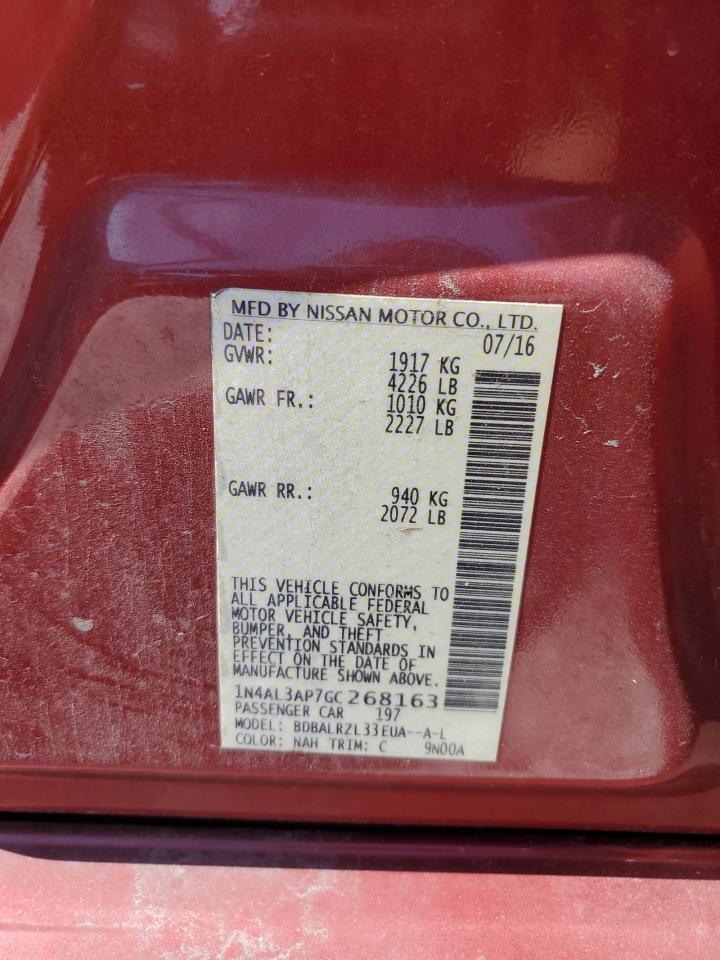 MFD BY NISSAN MOTOR CO., LTD.
DATE: 07/16
GVWR: 1917 KG
4226 LB
GAWR FR.: 1010 KG
2227 LB
GAWR RR.: 940 KG
2072 LB
THIS VEHICLE CONFORMS TO
ALL APPLICABLE FEDERAL
MOTOR VEHICLE SAFETY,
BUMPER, AND THEFT
PREVENTION STANDARDS IN
EFFECT ON THE DATE OF
MANUFACTURE SHOWN ABOVE.
1N4AL3AP7GC268163
PASSENGER CAR 197
MODEL: BDBALRZL33EUA--A-L
COLOR: NAH TRIM: C 9N00A